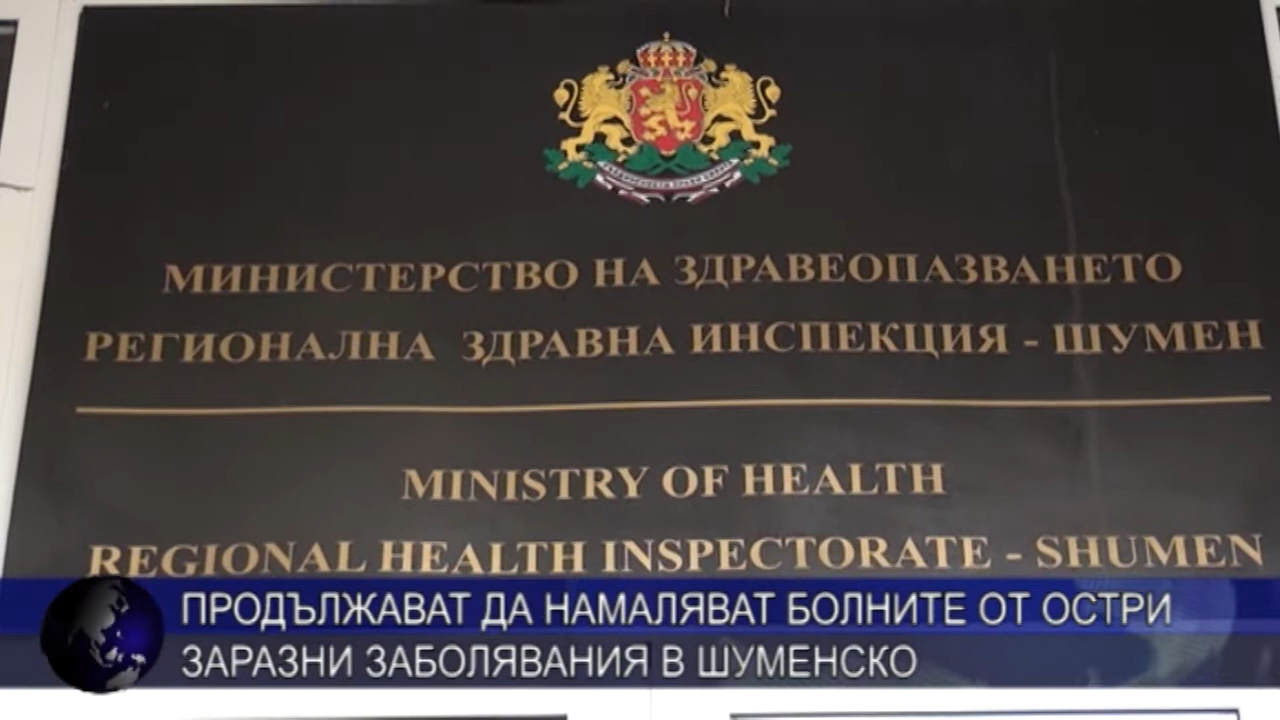 МИНИСТЕРСТВО НА ЗДРАВЕОПАЗВАНЕТО
РЕГИОНАЛНА ЗДРАВНА ИНСПЕКЦИЯ - ШУМЕН
MINISTRY OF HEALTH
REGIONAL HEALTH INSPECTORATE - SHUMEN
ПРОДЪЛЖАВАТ ДА НАМАЛЯВАТ БОЛНИТЕ ОТ ОСТРИ
ЗАРАЗНИ ЗАБОЛЯВАНИЯ В ШУМЕНСКО